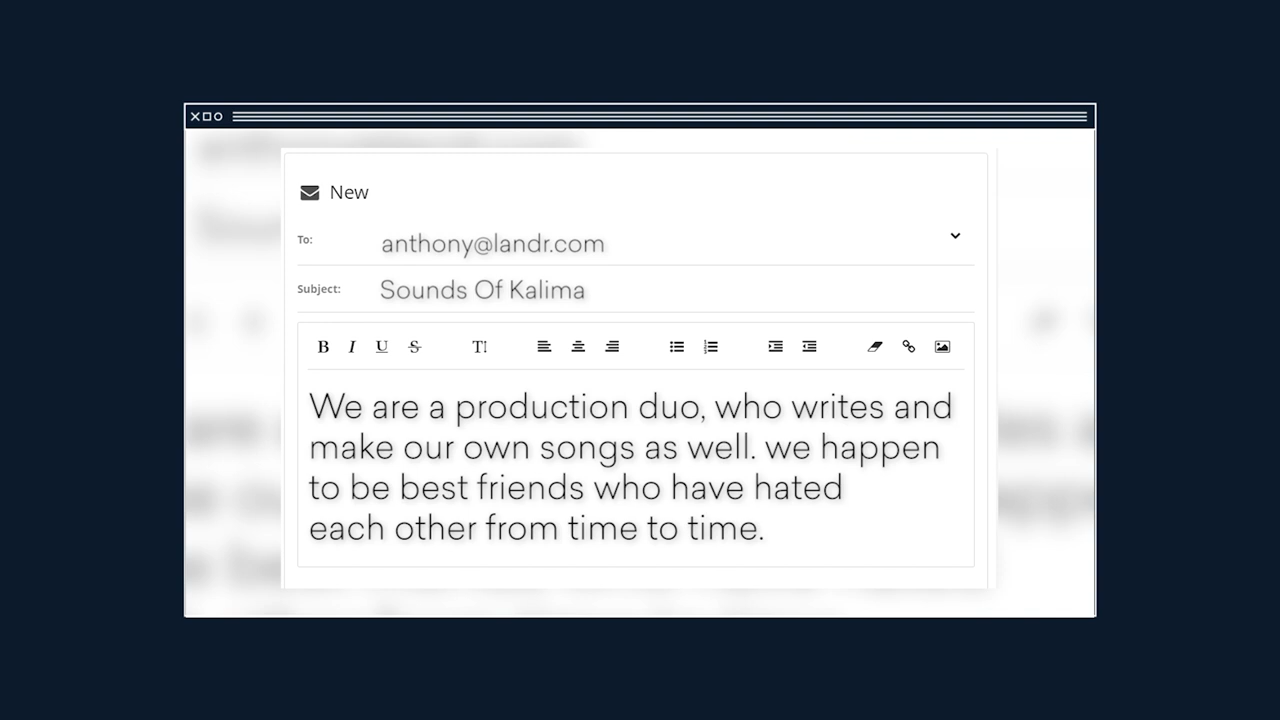 New
To: anthony@landr.com
Subject: Sounds Of Kalima
B I U S T
We are a production duo, who writes and
make our own songs as well. we happen
to be best friends who have hated
each other from time to time.